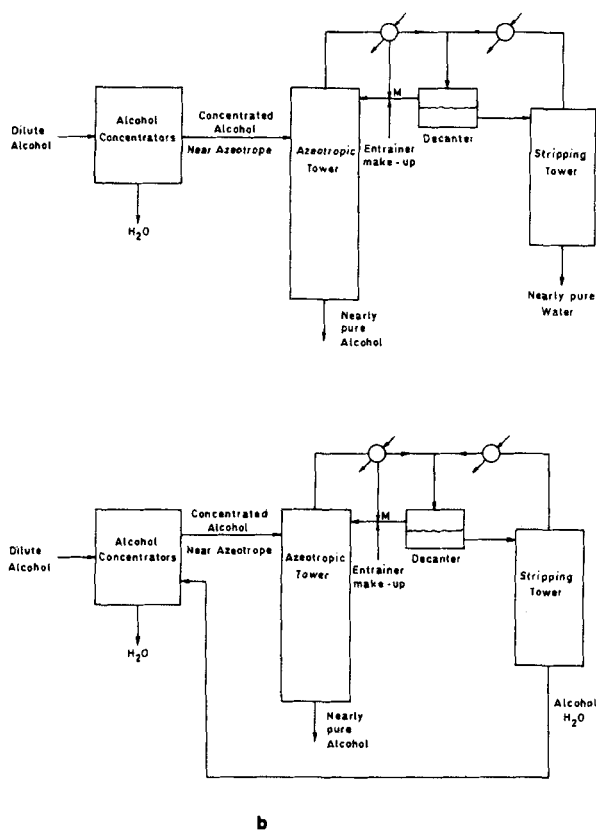 Dilute
Alcohol
Alcohol
Concentrators
H2O
Concentrated
Alcohol
Near Azeotrope
Azeotropic
Tower
Nearly
pure
Alcohol
M
Entrainer
make-up
Decanter
Stripping
Tower
Nearly pure
Water
Dilute
Alcohol
Alcohol
Concentrators
H2O
Concentrated
Alcohol
Near Azeotrope
Azeotropic
Tower
Nearly
pure
Alcohol
M
Entrainer
make-up
Decanter
Stripping
Tower
Alcohol
H2O
b